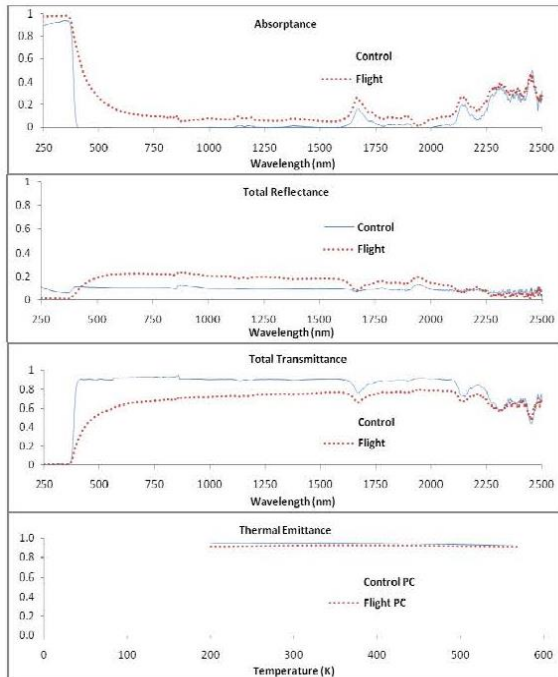 Absorptance
1
0.8
0.6
0.4
0.2
0
Control
Flight
250 500 750 1000 1250 1500 1750 2000 2250 2500
Wavelength (nm)
Total Reflectance
1
0.8
0.6
0.4
0.2
0
Control
Flight
250 500 750 1000 1250 1500 1750 2000 2250 2500
Wavelength (nm)
Total Transmittance
1
0.8
0.6
0.4
0.2
0
Control
Flight
250 500 750 1000 1250 1500 1750 2000 2250 2500
Wavelength (nm)
Thermal Emittance
1.0
0.8
0.6
0.4
0.2
0.0
Control PC
Flight PC
0 100 200 300 400 500 600
Temperature (K)